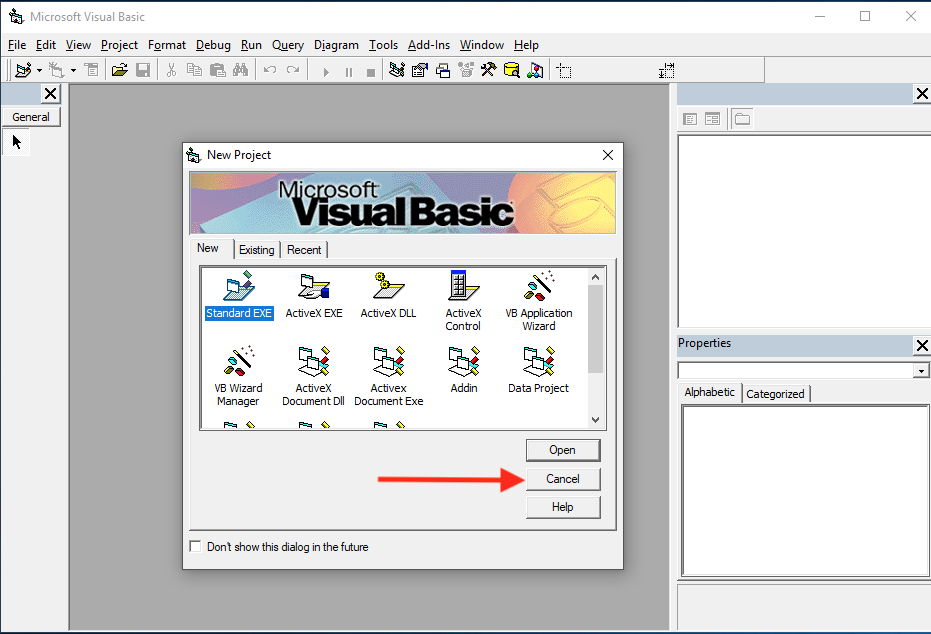 Microsoft Visual Basic
File Edit View Project Format Debug Run Query Diagram Tools Add-Ins Window Help
General
New Project
Microsoft
Visual Basic
New Existing Recent
Standard EXE ActiveX EXE ActiveX DLL ActiveX Control VB Application Wizard
VB Wizard Manager ActiveX Document Dll Activex Document Exe Addin Data Project
Open
Cancel
Help
Don't show this dialog in the future
Properties
Alphabetic Categorized